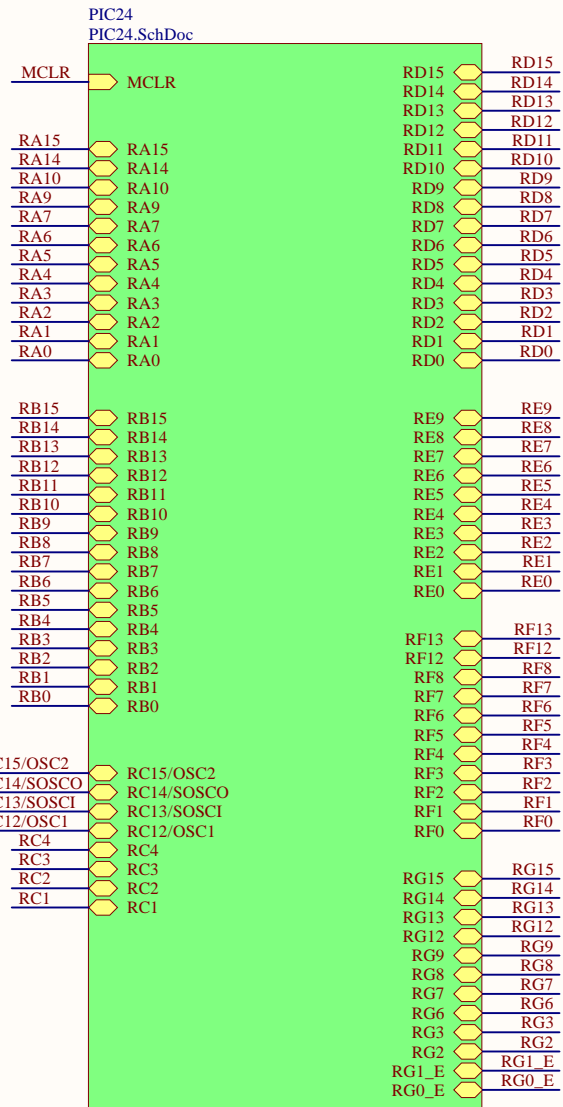 PIC24
PIC24.SchDoc
MCLR
RA15
RA14
RA10
RA9
RA7
RA6
RA5
RA4
RA3
RA2
RA1
RA0
RB15
RB14
RB13
RB12
RB11
RB10
RB9
RB8
RB7
RB6
RB5
RB4
RB3
RB2
RB1
RB0
C15/OSC2
C14/SOSCO
C13/SOSCI
C12/OSC1
RC4
RC3
RC2
RC1
MCLR
RA15
RA14
RA10
RA9
RA7
RA6
RA5
RA4
RA3
RA2
RA1
RA0
RB15
RB14
RB13
RB12
RB11
RB10
RB9
RB8
RB7
RB6
RB5
RB4
RB3
RB2
RB1
RB0
RC15/OSC2
RC14/SOSCO
RC13/SOSCI
RC12/OSC1
RC4
RC3
RC2
RC1
RD15
RD14
RD13
RD12
RD11
RD10
RD9
RD8
RD7
RD6
RD5
RD4
RD3
RD2
RD1
RD0
RE9
RE8
RE7
RE6
RE5
RE4
RE3
RE2
RE1
RE0
RF13
RF12
RF8
RF7
RF6
RF5
RF4
RF3
RF2
RF1
RF0
RG15
RG14
RG13
RG12
RG9
RG8
RG7
RG6
RG3
RG2
RG1_E
RG0_E
RD15
RD14
RD13
RD12
RD11
RD10
RD9
RD8
RD7
RD6
RD5
RD4
RD3
RD2
RD1
RD0
RE9
RE8
RE7
RE6
RE5
RE4
RE3
RE2
RE1
RE0
RF13
RF12
RF8
RF7
RF6
RF5
RF4
RF3
RF2
RF1
RF0
RG15
RG14
RG13
RG12
RG9
RG8
RG7
RG6
RG3
RG2
RG1_E
RG0_E